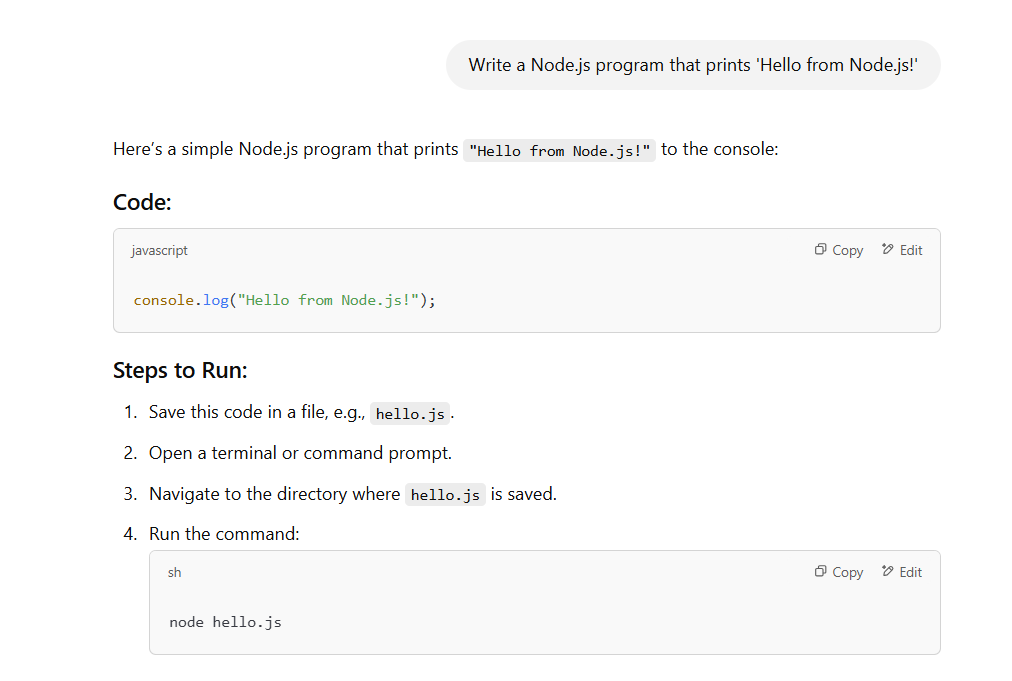 Write a Node.js program that prints 'Hello from Node.js!'
Here's a simple Node.js program that prints "Hello from Node.js!" to the console:
Code:
javascript Copy Edit
console.log("Hello from Node.js!");
Steps to Run:
1. Save this code in a file, e.g., hello.js.
2. Open a terminal or command prompt.
3. Navigate to the directory where hello.js is saved.
4. Run the command:
sh Copy Edit
node hello.js